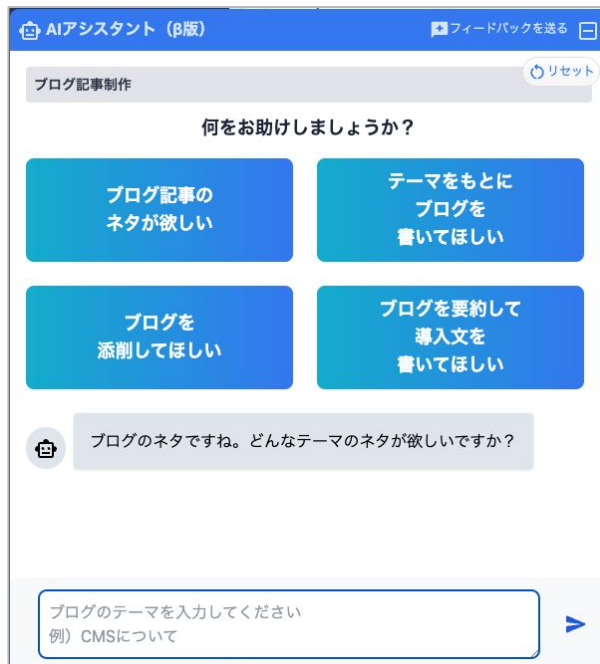 AIアシスタント（β版）
フィードバックを送る
リセット
ブログ記事制作
何をお助けしましょうか？
ブログ記事の
ネタが欲しい
テーマをもとに
ブログを
書いてほしい
ブログを
添削してほしい
ブログを要約して
導入文を
書いてほしい
ブログのネタですね。どんなテーマのネタが欲しいですか？
ブログのテーマを入力してください
例）CMSについて